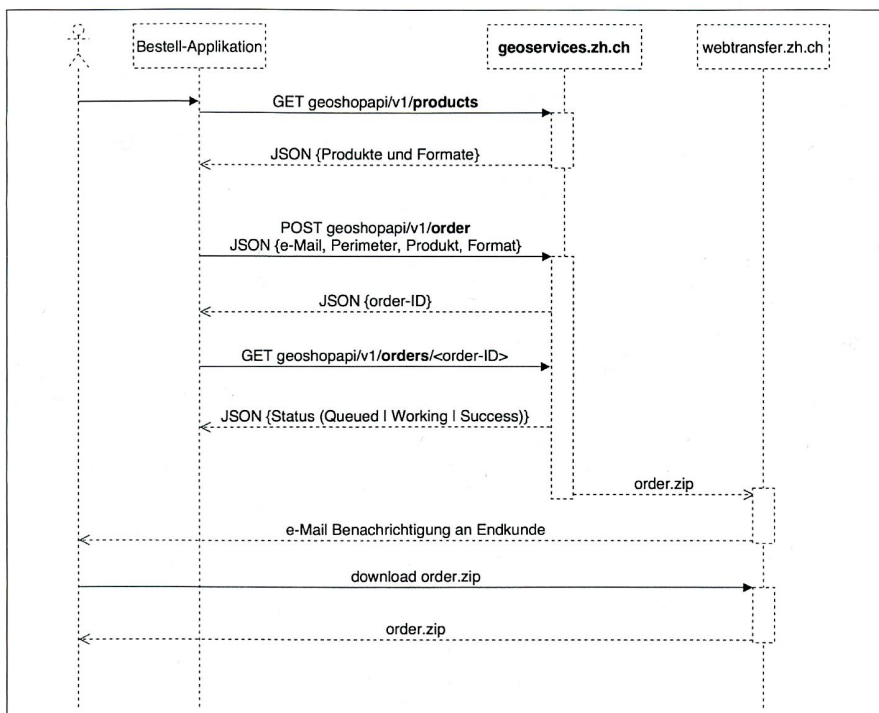 Bestell-Applikation
geoservices.zh.ch
webtransfer.zh.ch
GET geoshopapi/v1/products
JSON {Produkte und Formate}
POST geoshopapi/v1/order
JSON {e-Mail, Perimeter, Produkt, Format}
JSON {order-ID}
GET geoshopapi/v1/orders/<order-ID>
JSON {Status (Queued | Working | Success)}
order.zip
e-Mail Benachrichtigung an Endkunde
download order.zip
order.zip